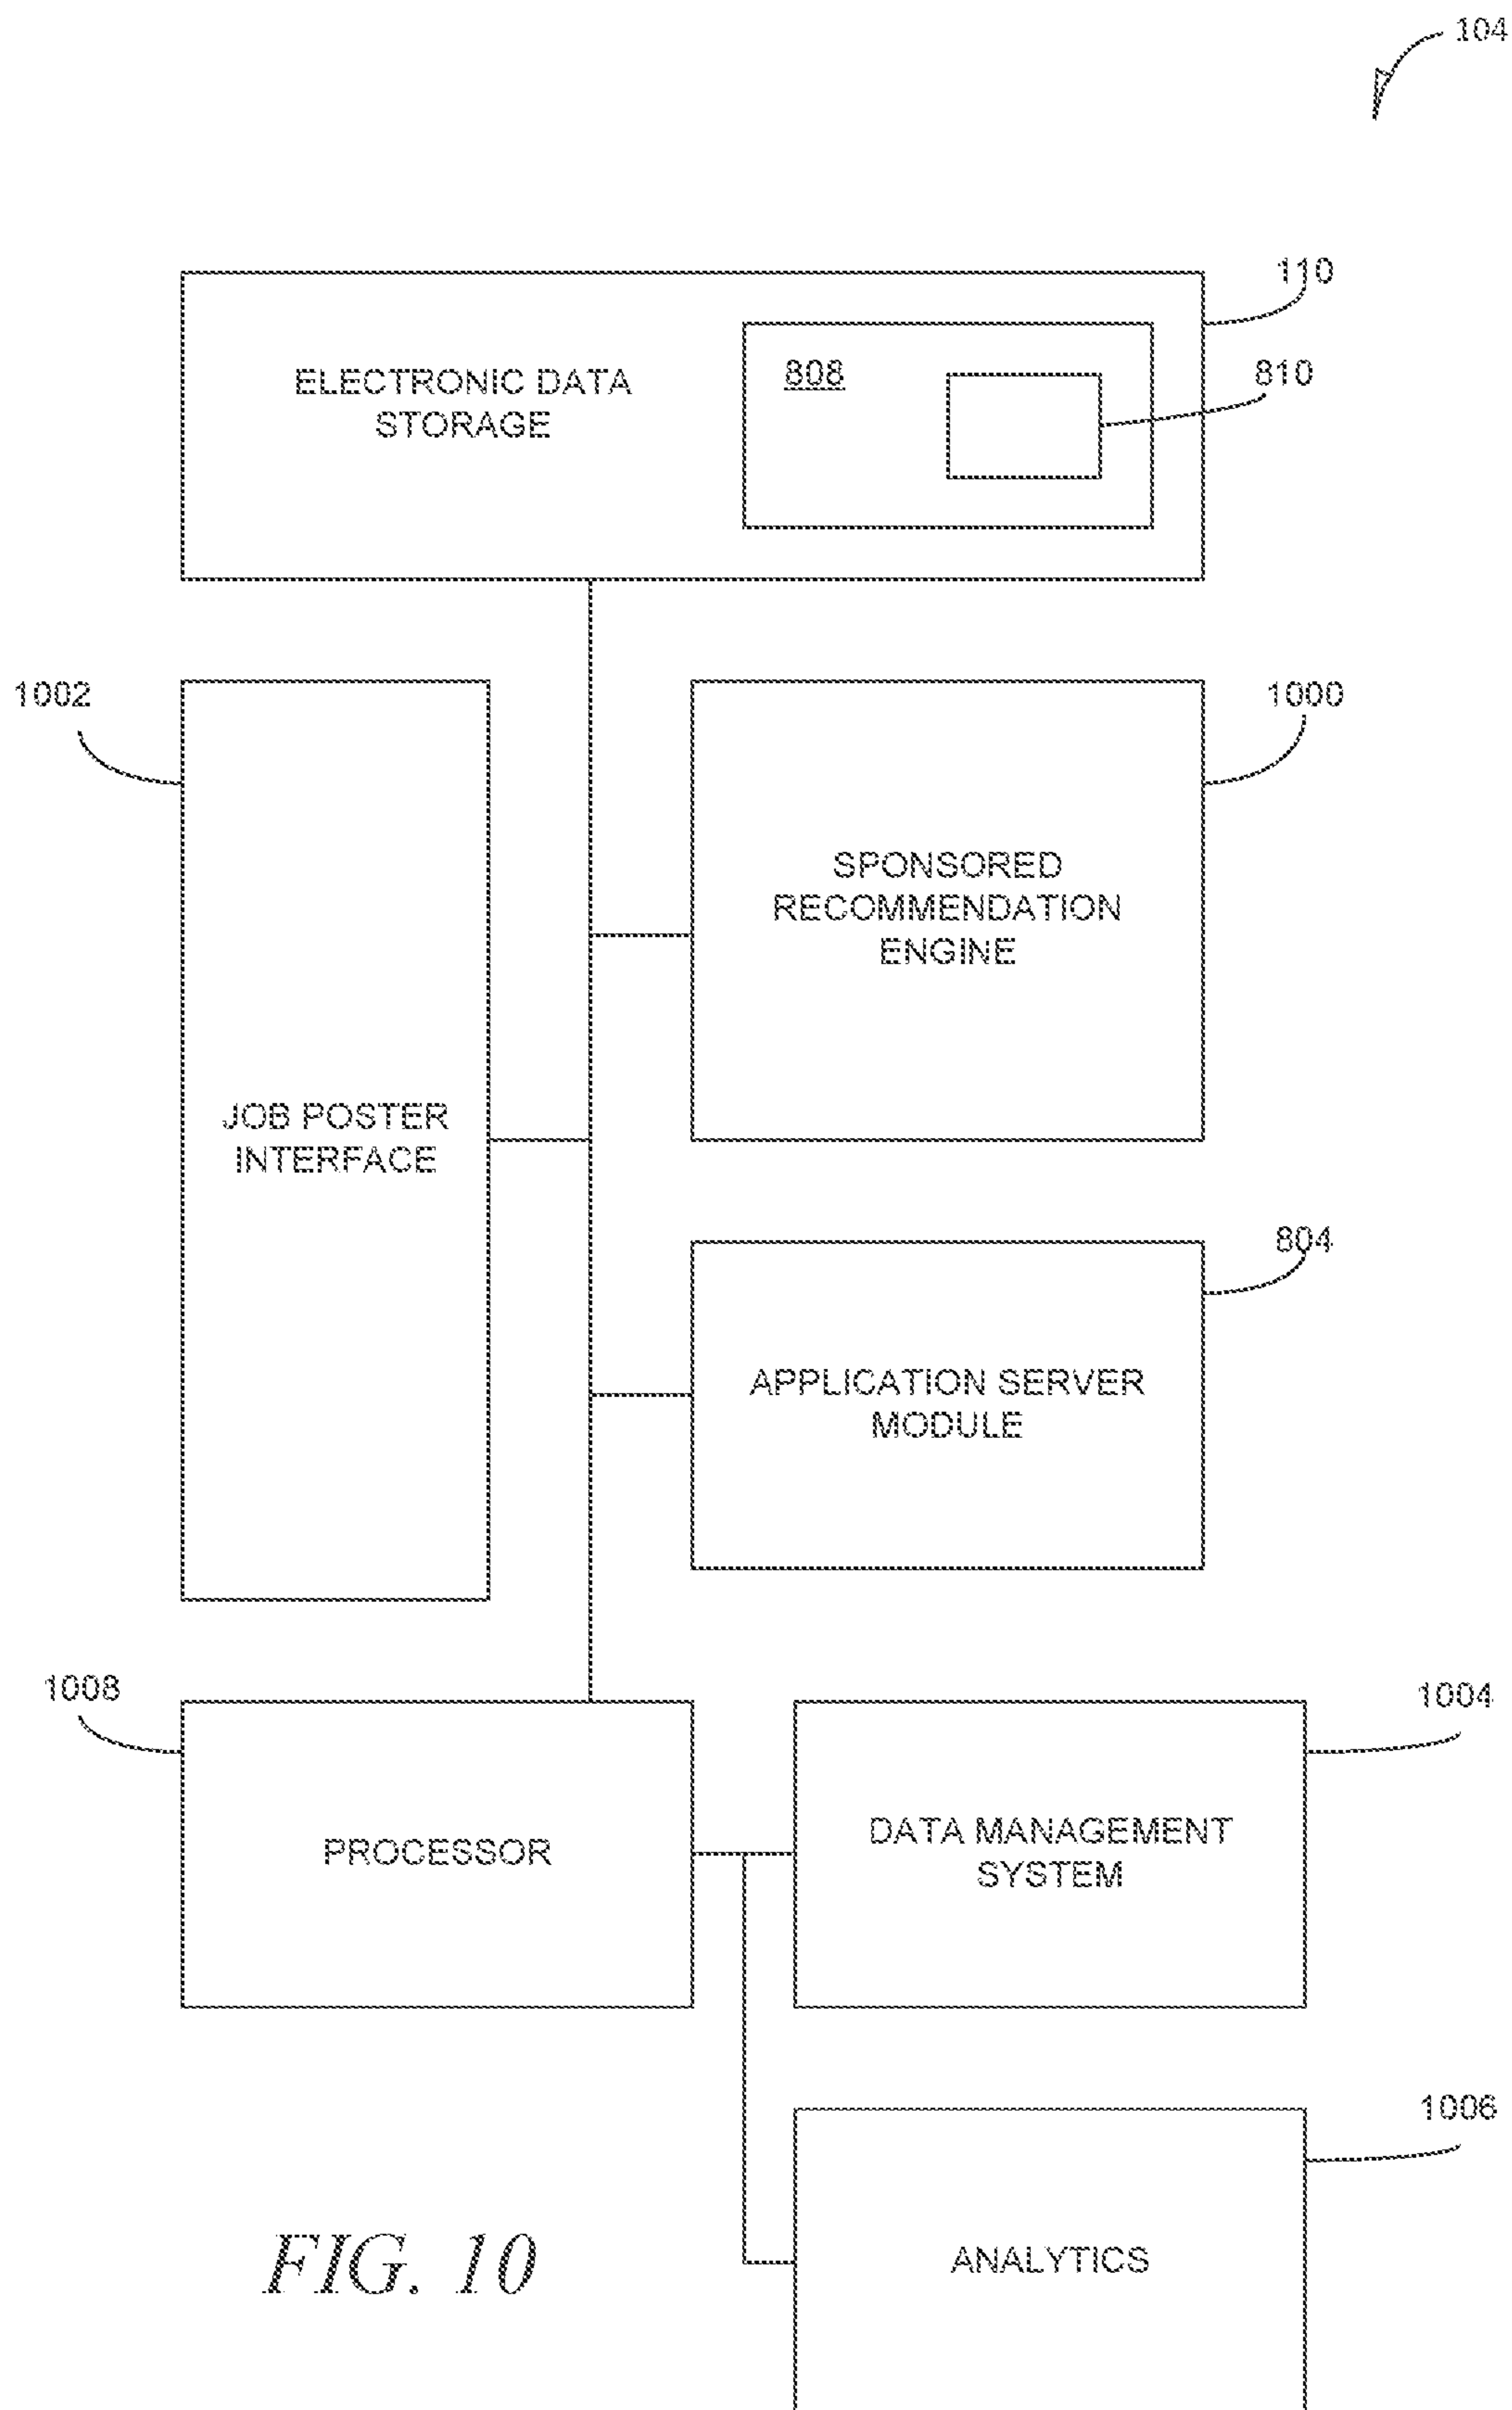 104
110
ELECTRONIC DATA
STORAGE
808
810
1002
1000
SPONSORED
RECOMMENDATION
ENGINE
JOB POSTER
INTERFACE
804
APPLICATION SERVER
MODULE
1008
1004
PROCESSOR
DATA MANAGEMENT
SYSTEM
1006
ANALYTICS
FIG. 10